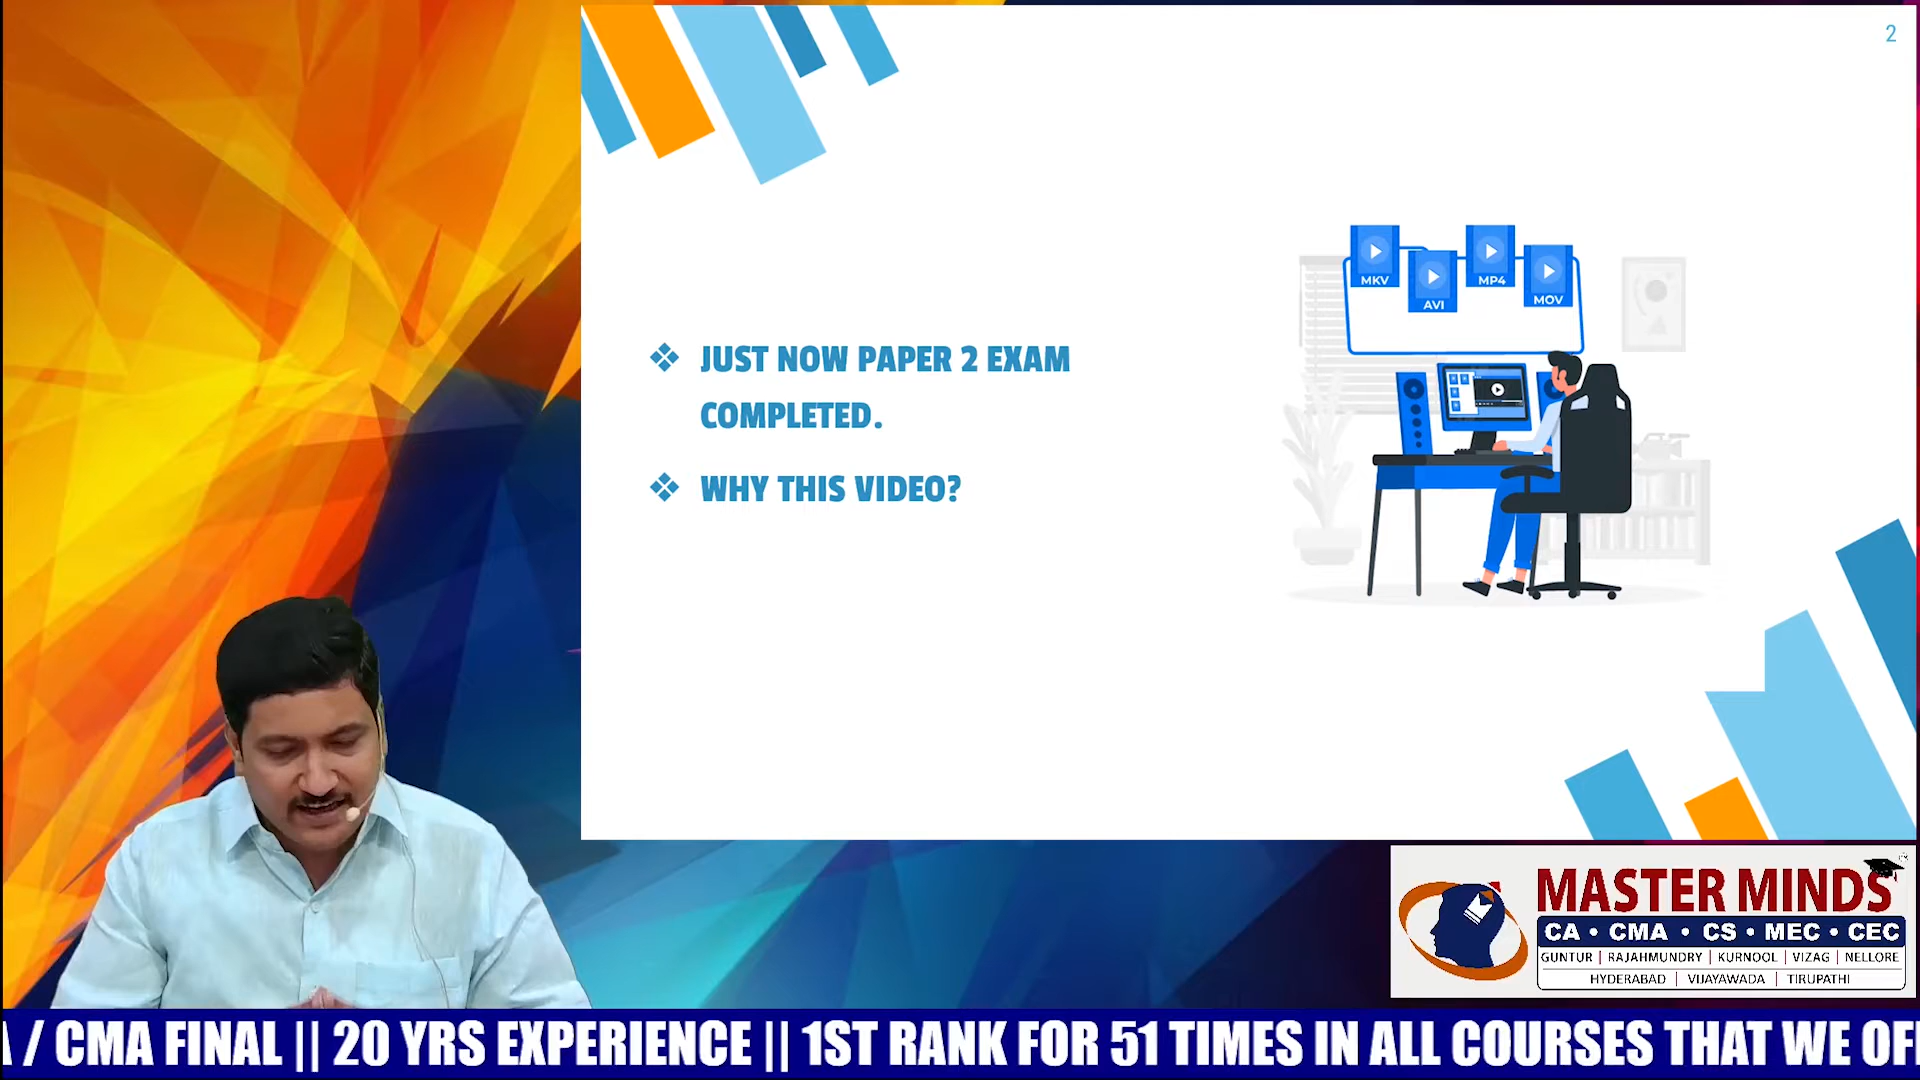 2
MKV
AVI
MP4
MOV
❖ JUST NOW PAPER 2 EXAM
COMPLETED.
❖ WHY THIS VIDEO?
MASTER MINDS
CA • CMA • CS • MEC • CEC
GUNTUR | RAJAHMUNDRY | KURNOOL | VIZAG | NELLORE
HYDERABAD | VIJAYAWADA | TIRUPATHI
/ CMA FINAL || 20 YRS EXPERIENCE || 1ST RANK FOR 51 TIMES IN ALL COURSES THAT WE